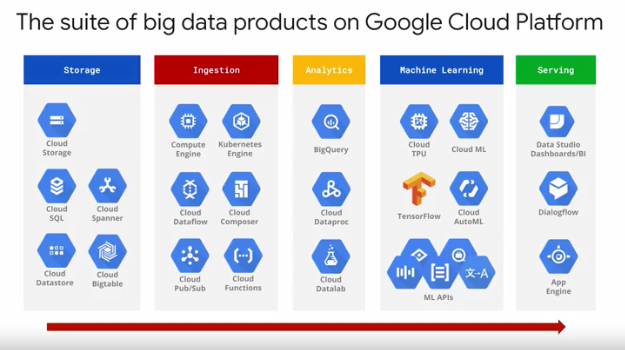 The suite of big data products on Google Cloud Platform
Storage
Cloud
Storage
Cloud
SQL
Cloud
Spanner
Cloud
Datastore
Cloud
Bigtable
Ingestion
Compute
Engine
Kubernetes
Engine
Cloud
Dataflow
Cloud
Composer
Cloud
Pub/Sub
Cloud
Functions
Analytics
BigQuery
Cloud
Dataproc
Cloud
Datalab
Machine Learning
Cloud
TPU
Cloud ML
TensorFlow
Cloud
AutoML
文→A
ML APIs
Serving
Data Studio
Dashboards/BI
Dialogflow
App
Engine